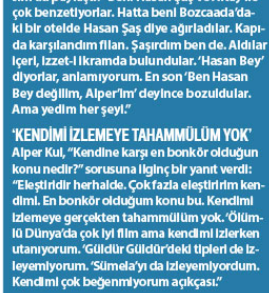 çok benzetiyorlar. Hatta beni Bozcaada'da-
ki bir otelde Hasan Şaş diye ağırladılar. Kapı-
da karşılandım filan. Şaşırdım ben de. Aldılar
içeri, izzet-i ikramda bulundular. 'Hasan Bey'
diyorlar, anlamıyorum. En son 'Ben Hasan
Bey değilim, Alper'im' deyince bozuldular.
Ama yedim her şeyi."
'KENDİMİ İZLEMEYE TAHAMMÜLÜM YOK'
Alper Kul, "Kendine karşı en bonkör olduğun
konu nedir?" sorusuna ilginç bir yanıt verdi:
"Eleştiridir herhalde. Çok fazla eleştiririm ken-
dimi. En bonkör olduğum konu bu. Kendimi
izlemeye gerçekten tahammülüm yok. 'Ölüm-
lü Dünya'da çok iyi film ama kendimi izlerken
utanıyorum. 'Güldür Güldür'deki tipleri de iz-
leyemiyorum. 'Sümela'yı da izleyemiyordum.
Kendimi çok beğenmiyorum açıkçası."